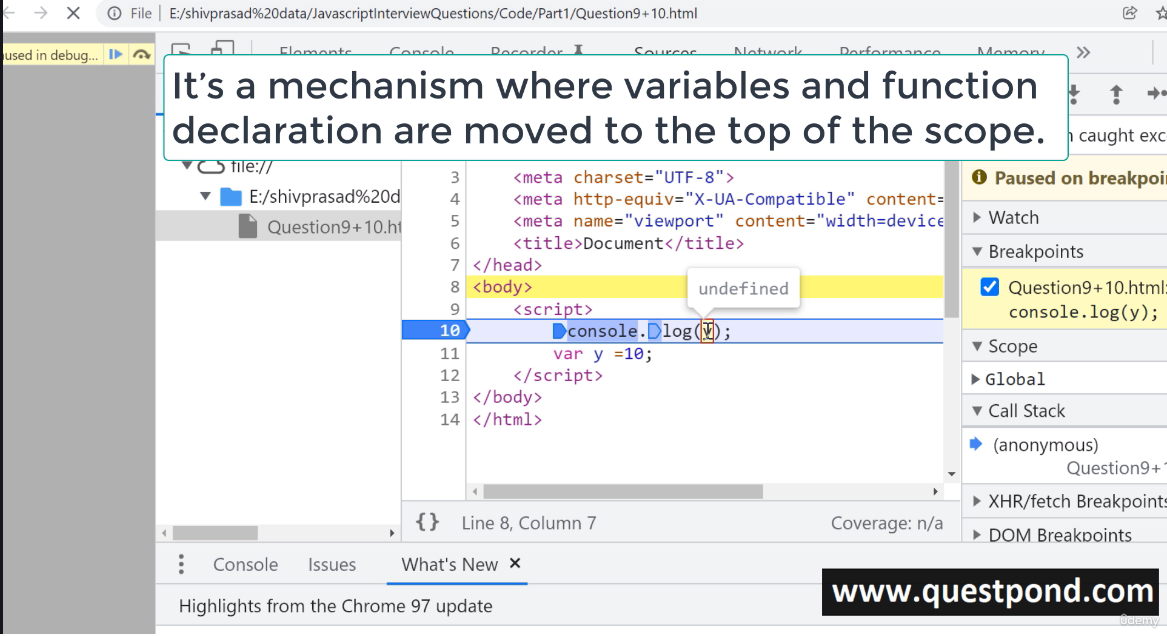 File | E:/shivprasad%20data/JavascriptInterviewQuestions/Code/Part1/Question9+10.html
used in debug...
Elements Console Recorder Sources Network Performance Memory
It's a mechanism where variables and function
declaration are moved to the top of the scope.
caught exc
file://
E:/shivprasad%20d
Question9+10.ht
3 <meta charset="UTF-8">
4 <meta http-equiv="X-UA-Compatible" content=
5 <meta name="viewport" content="width=device
6 <title>Document</title>
7 </head>
8 <body>
undefined
9 <script>
10 console.log(y);
11 var y =10;
12 </script>
13 </body>
14 </html>
Paused on breakpoi
Watch
Breakpoints
Question9+10.html:
console.log(y);
Scope
Global
Call Stack
(anonymous)
Question9+1
XHR/fetch Breakpoints
DOM Breakpoints
{} Line 8, Column 7 Coverage: n/a
Console Issues What's New ×
Highlights from the Chrome 97 update
www.questpond.com
ûdemy